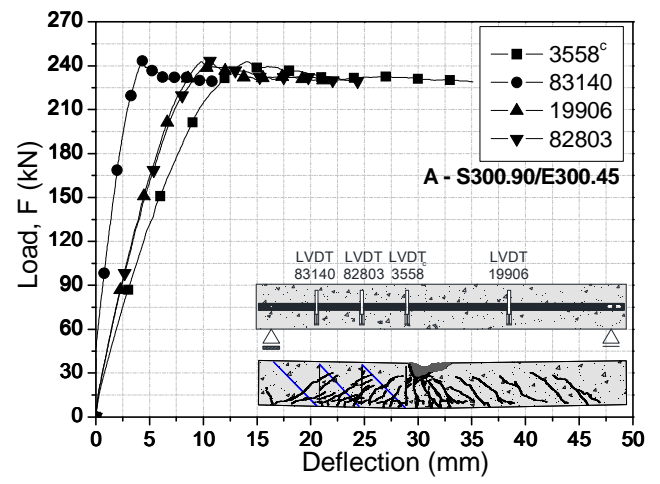 270
240
210
180
150
120
90
60
30
0
Load, F (kN)
3558c
83140
19906
82803
A - S300.90/E300.45
LVDT LVDT LVDT LVDT
83140 82803 3558c 19906
0 5 10 15 20 25 30 35 40 45 50
Deflection (mm)